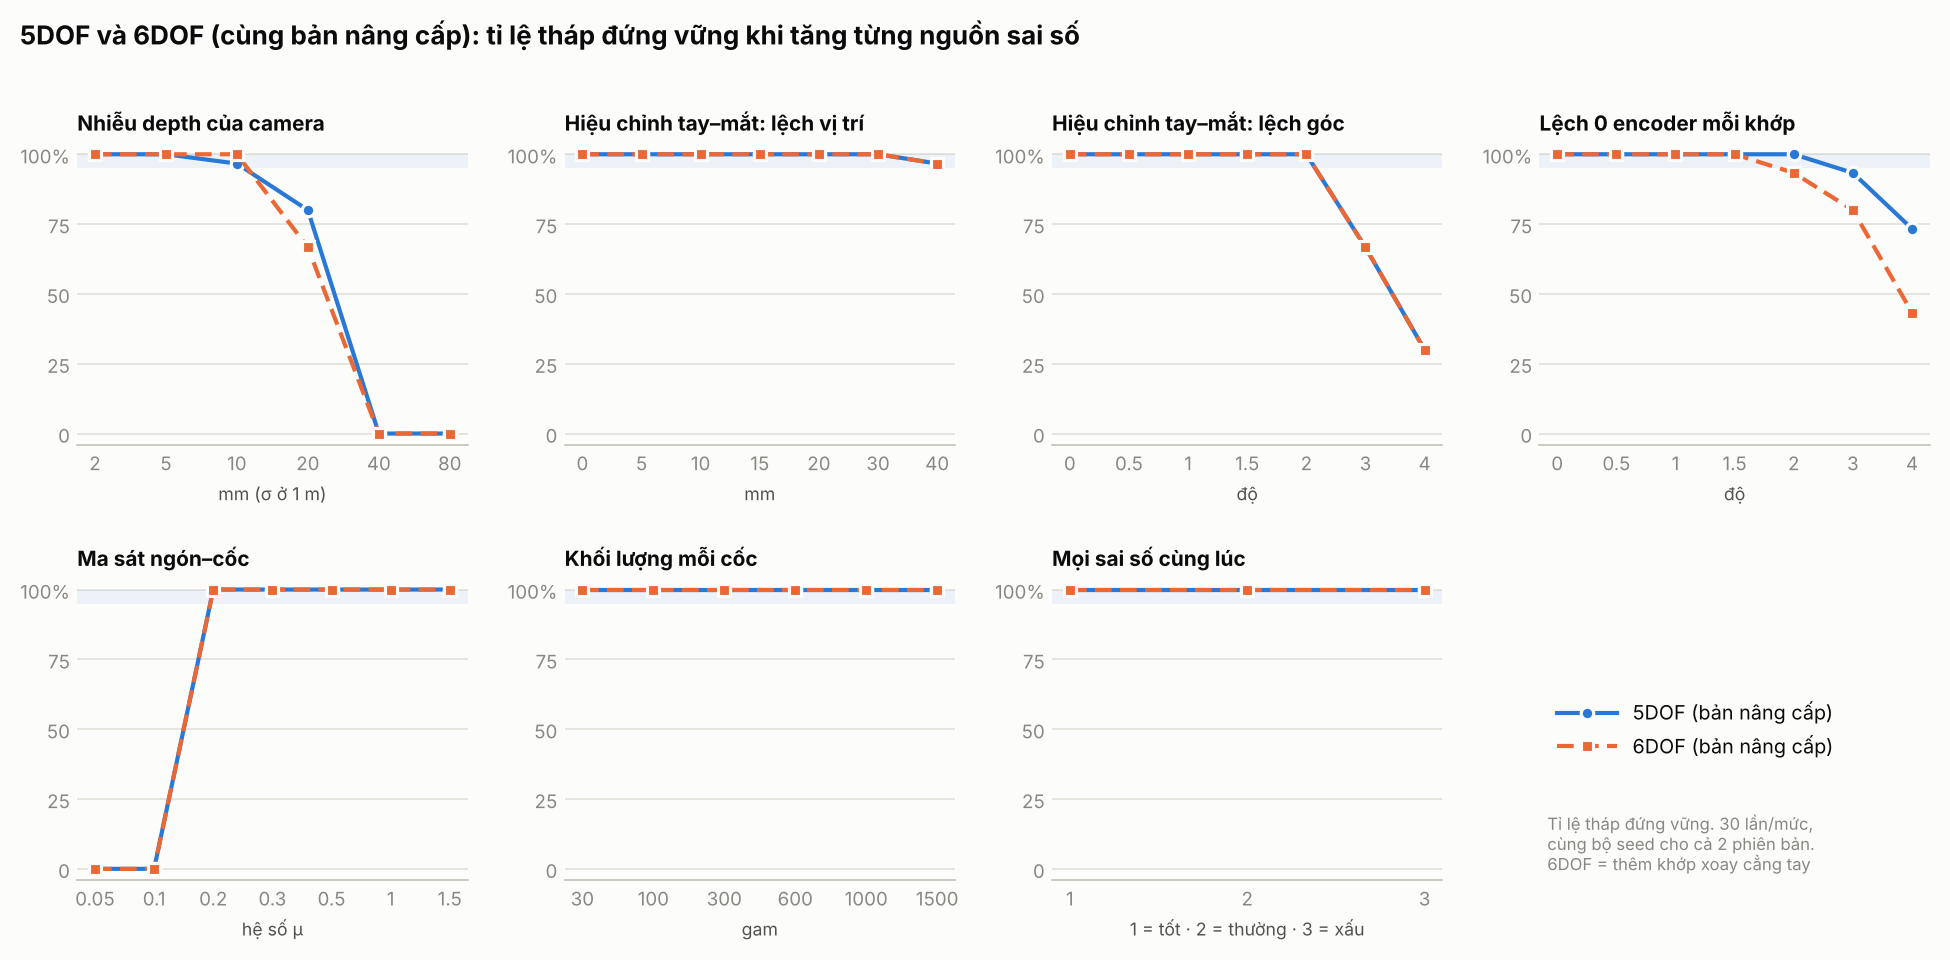 5DOF và 6DOF (cùng bản nâng cấp): tỉ lệ tháp đứng vững khi tăng từng nguồn sai số
Nhiễu depth của camera
100%
75
50
25
0
2 5 10 20 40 80
mm (σ ở 1 m)
Hiệu chỉnh tay–mắt: lệch vị trí
100%
75
50
25
0
0 5 10 15 20 30 40
mm
Hiệu chỉnh tay–mắt: lệch góc
100%
75
50
25
0
0 0.5 1 1.5 2 3 4
độ
Lệch 0 encoder mỗi khớp
100%
75
50
25
0
0 0.5 1 1.5 2 3 4
độ
Ma sát ngón–cốc
100%
75
50
25
0
0.05 0.1 0.2 0.3 0.5 1 1.5
hệ số μ
Khối lượng mỗi cốc
100%
75
50
25
0
30 100 300 600 1000 1500
gam
Mọi sai số cùng lúc
100%
75
50
25
0
1 2 3
1 = tốt · 2 = thường · 3 = xấu
5DOF (bản nâng cấp)
6DOF (bản nâng cấp)
Tỉ lệ tháp đứng vững. 30 lần/mức,
cùng bộ seed cho cả 2 phiên bản.
6DOF = thêm khớp xoay cẳng tay